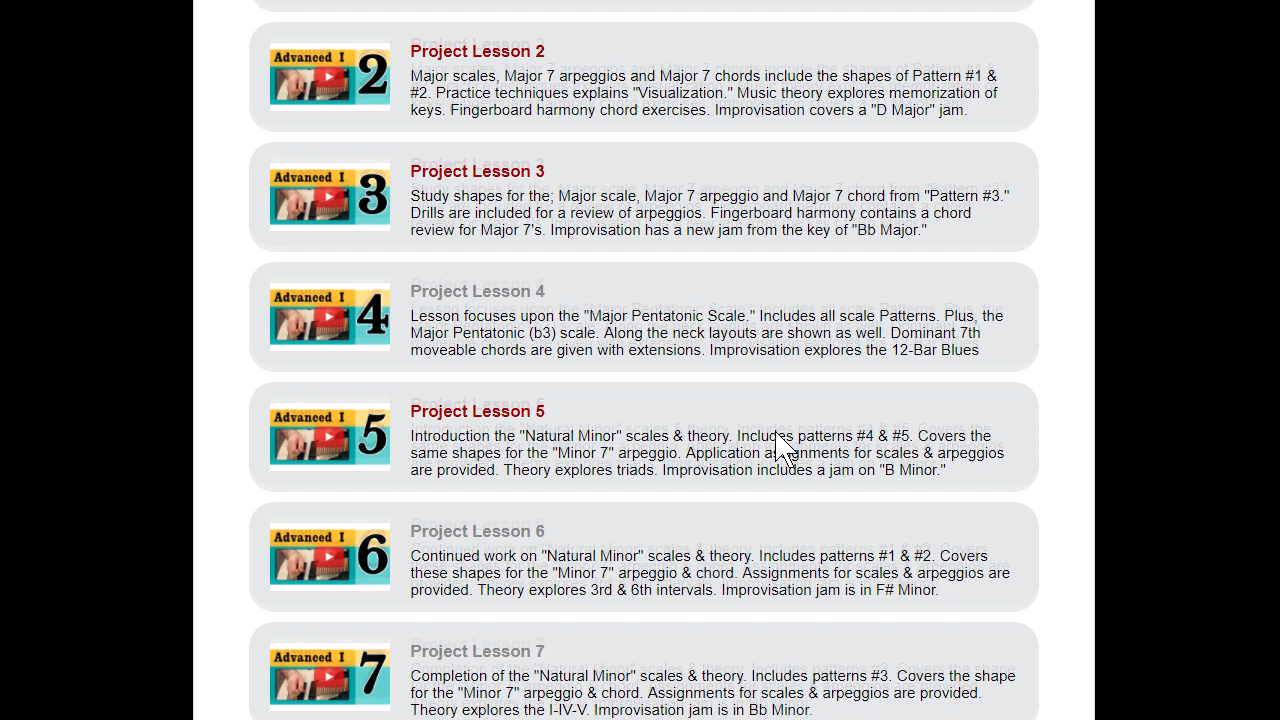 Advanced I 2
Project Lesson 2
Major scales, Major 7 arpeggios and Major 7 chords include the shapes of Pattern #1 &
#2. Practice techniques explains "Visualization." Music theory explores memorization of
keys. Fingerboard harmony chord exercises. Improvisation covers a "D Major" jam.
Advanced I 3
Project Lesson 3
Study shapes for the; Major scale, Major 7 arpeggio and Major 7 chord from "Pattern #3."
Drills are included for a review of arpeggios. Fingerboard harmony contains a chord
review for Major 7's. Improvisation has a new jam from the key of "Bb Major."
Advanced I 4
Project Lesson 4
Lesson focuses upon the "Major Pentatonic Scale." Includes all scale Patterns. Plus, the
Major Pentatonic (b3) scale. Along the neck layouts are shown as well. Dominant 7th
moveable chords are given with extensions. Improvisation explores the 12-Bar Blues
Advanced I 5
Project Lesson 5
Introduction the "Natural Minor" scales & theory. Includes patterns #4 & #5. Covers the
same shapes for the "Minor 7" arpeggio. Application assignments for scales & arpeggios
are provided. Theory explores triads. Improvisation includes a jam on "B Minor."
Advanced I 6
Project Lesson 6
Continued work on "Natural Minor" scales & theory. Includes patterns #1 & #2. Covers
these shapes for the "Minor 7" arpeggio & chord. Assignments for scales & arpeggios are
provided. Theory explores 3rd & 6th intervals. Improvisation jam is in F# Minor.
Advanced I 7
Project Lesson 7
Completion of the "Natural Minor" scales & theory. Includes patterns #3. Covers the shape
for the "Minor 7" arpeggio & chord. Assignments for scales & arpeggios are provided.
Theory explores the I-IV-V. Improvisation jam is in Bb Minor.